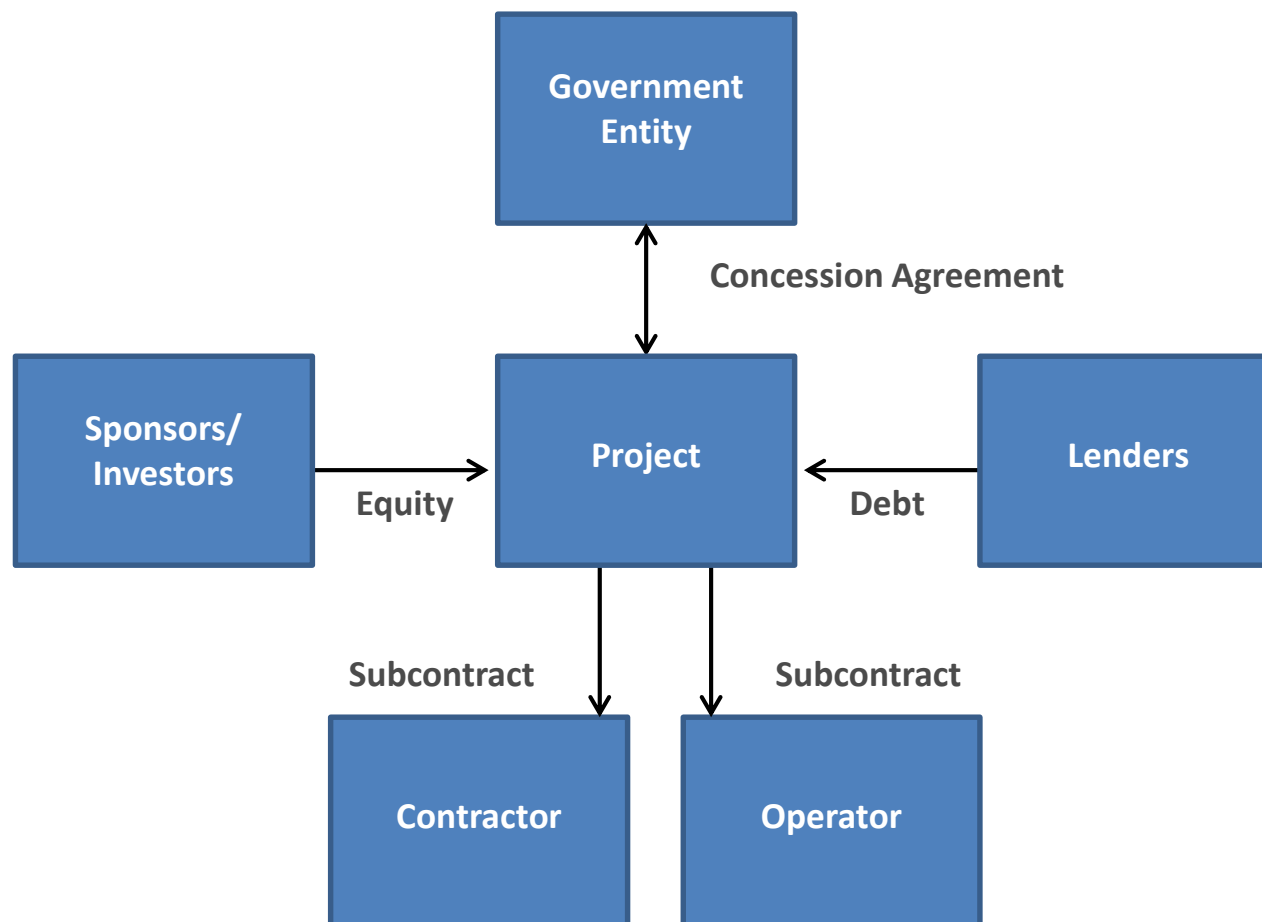 Government
Entity
Concession Agreement
Sponsors/
Investors
Project
Lenders
Equity
Debt
Subcontract
Subcontract
Contractor
Operator